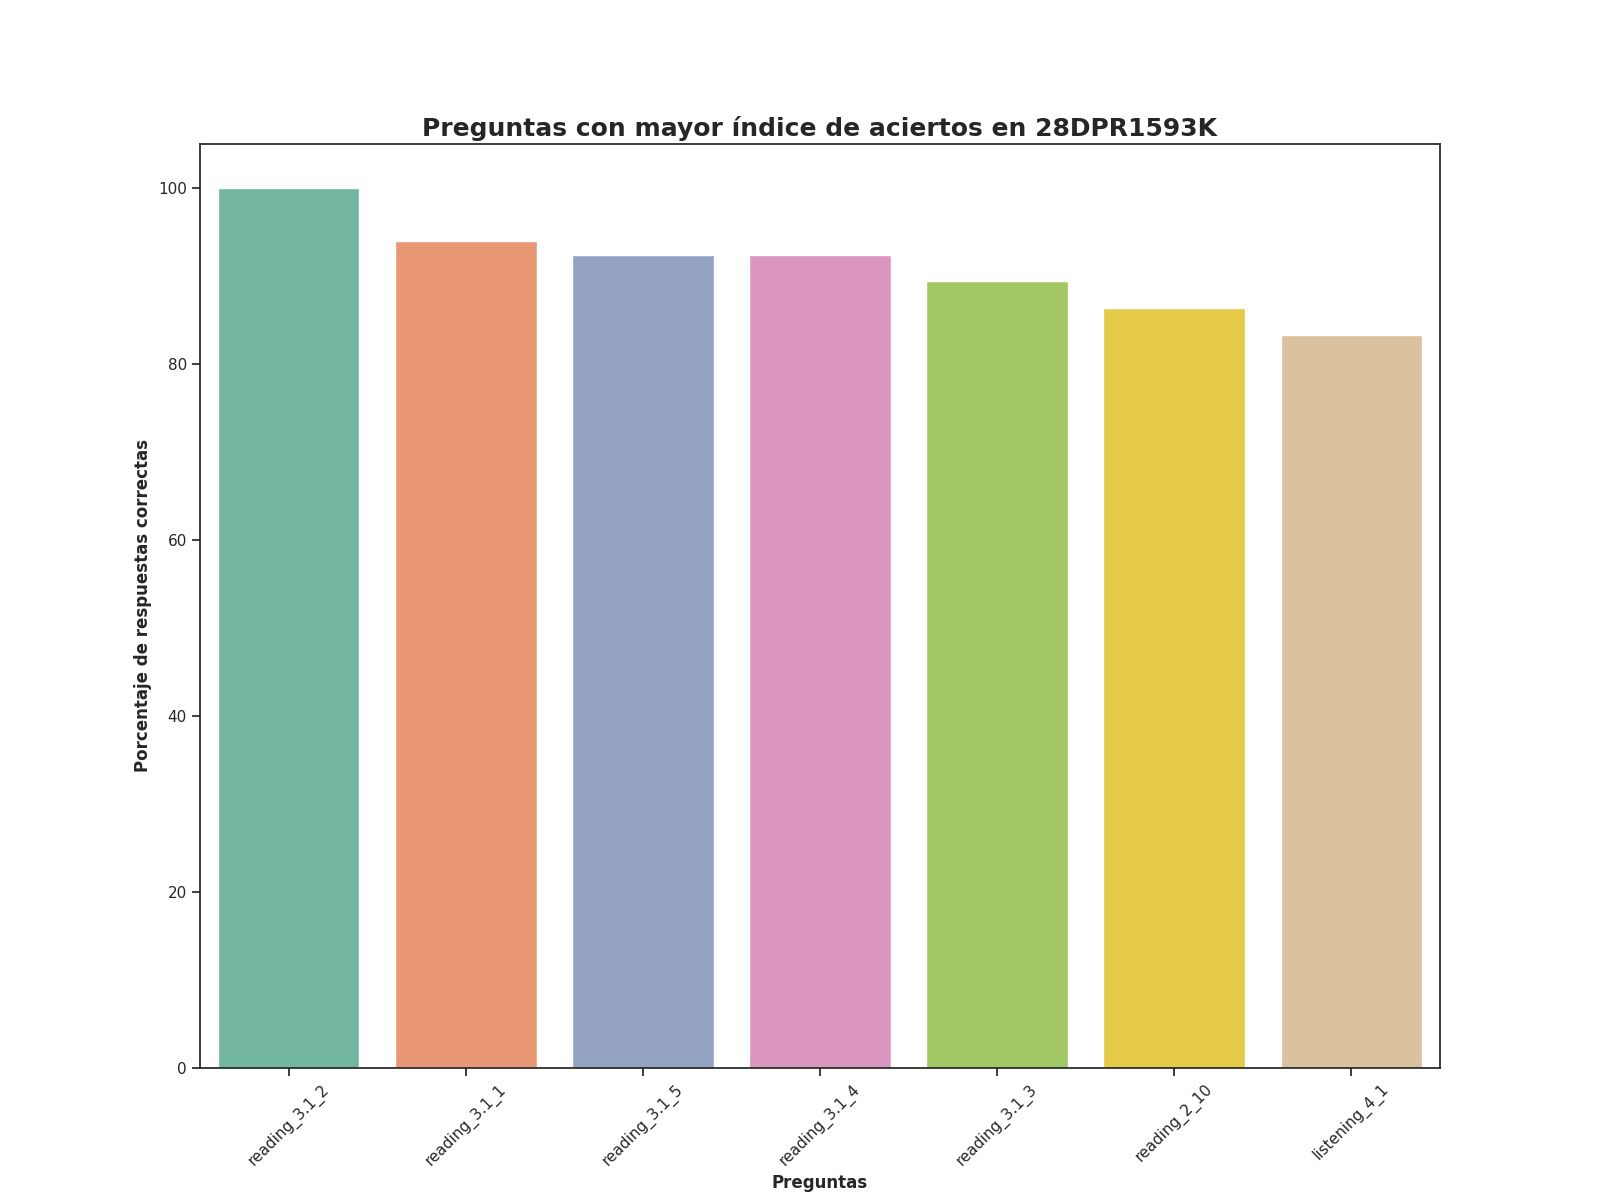 Preguntas con mayor índice de aciertos en 28DPR1593K
Porcentaje de respuestas correctas
100
80
60
40
20
0
reading_3.1_2
reading_3.1_1
reading_3.1_5
reading_3.1_4
reading_3.1_3
reading_2_10
listening_4_1
Preguntas